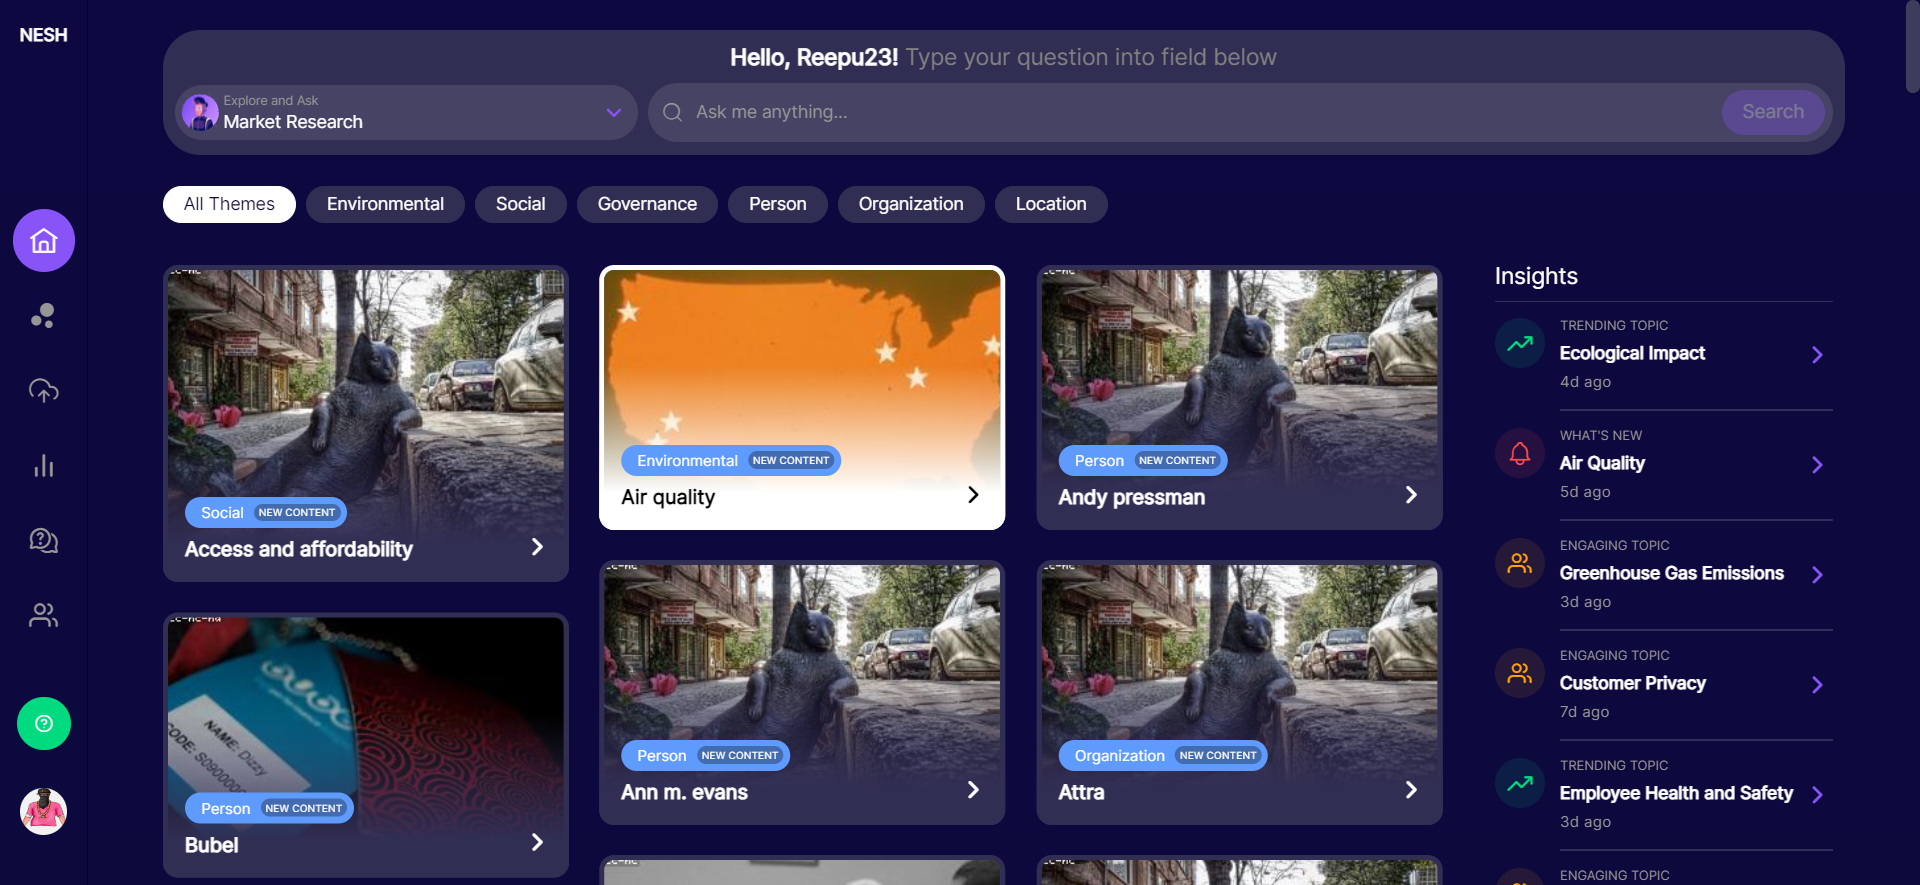 NESH
Hello, Reepu23! Type your question into field below
Explore and Ask
Market Research
Ask me anything...
Search
All Themes
Environmental
Social
Governance
Person
Organization
Location
Social NEW CONTENT
Access and affordability
Environmental NEW CONTENT
Air quality
Person NEW CONTENT
Andy pressman
NAME: Dizzy
Person NEW CONTENT
Bubel
Person NEW CONTENT
Ann m. evans
Organization NEW CONTENT
Attra
Insights
TRENDING TOPIC
Ecological Impact
4d ago
WHAT'S NEW
Air Quality
5d ago
ENGAGING TOPIC
Greenhouse Gas Emissions
3d ago
ENGAGING TOPIC
Customer Privacy
7d ago
TRENDING TOPIC
Employee Health and Safety
3d ago
ENGAGING TOPIC